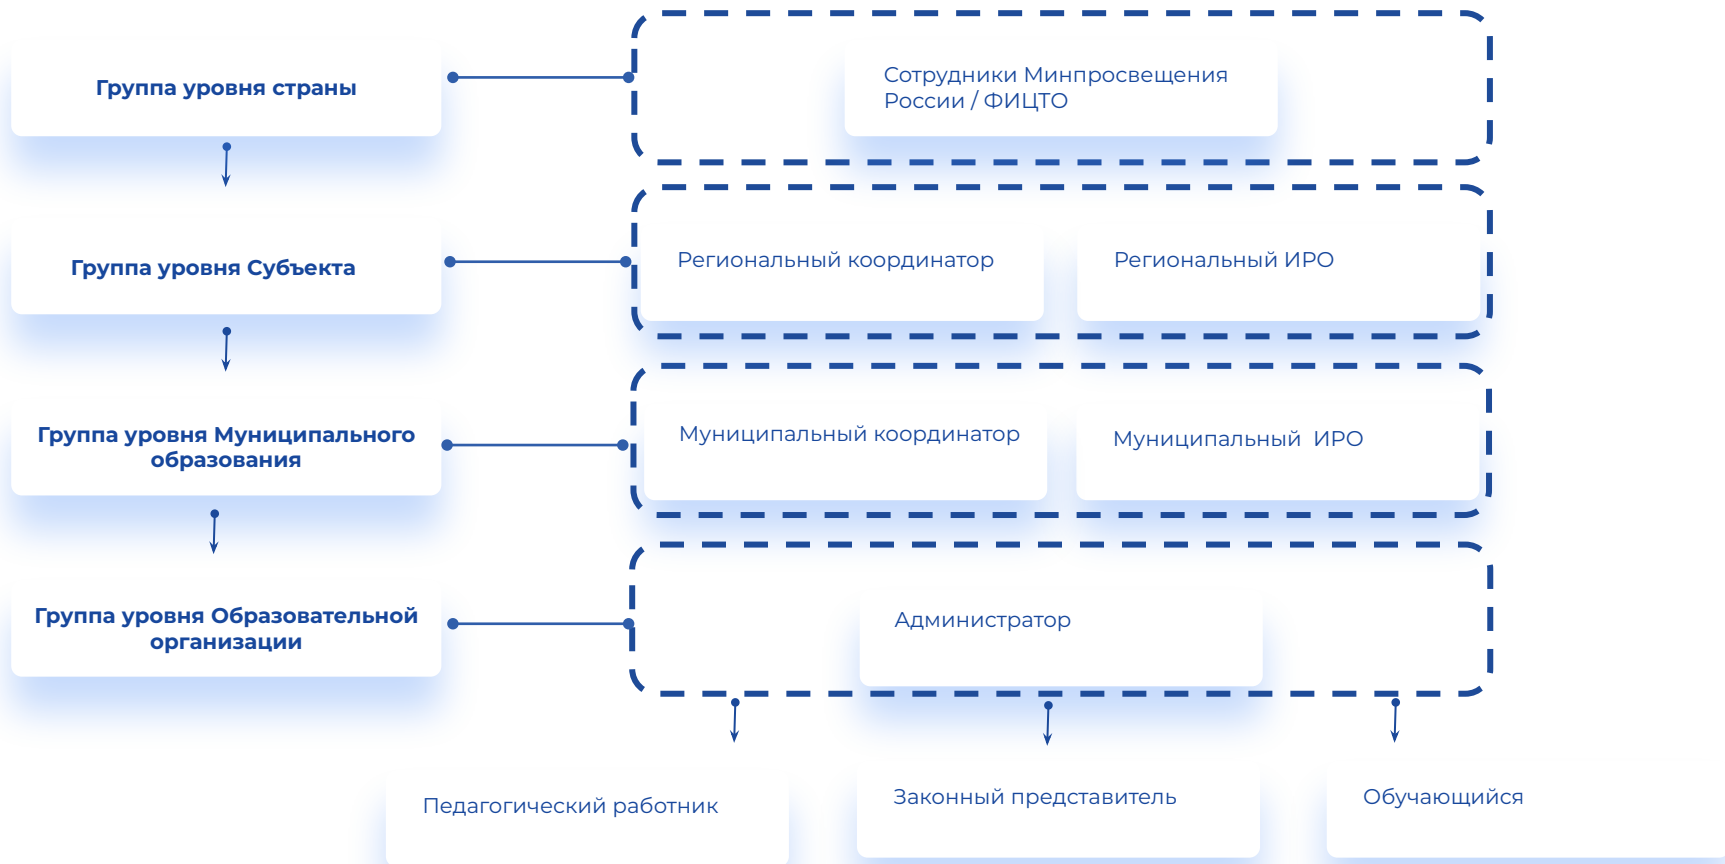 Группа уровня страны
Сотрудники Минпросвещения
России / ФИЦТО
Группа уровня Субъекта
Региональный координатор
Региональный ИРО
Группа уровня Муниципального
образования
Муниципальный координатор
Муниципальный  ИРО
Группа уровня Образовательной
организации
Администратор
Педагогический работник
Законный представитель
Обучающийся